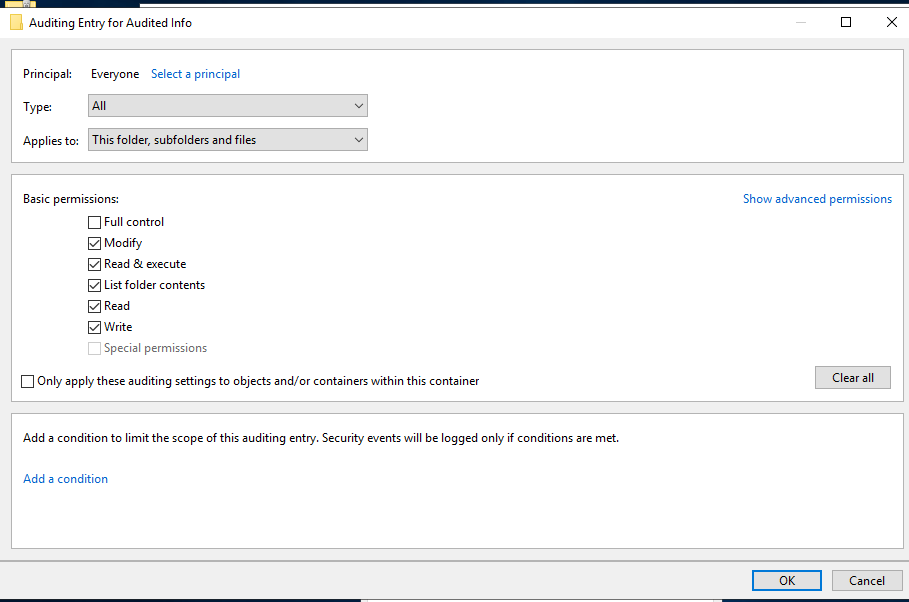 Auditing Entry for Audited Info
Principal: Everyone Select a principal
Type: All
Applies to: This folder, subfolders and files
Basic permissions: Show advanced permissions
Full control
Modify
Read & execute
List folder contents
Read
Write
Special permissions
Only apply these auditing settings to objects and/or containers within this container Clear all
Add a condition to limit the scope of this auditing entry. Security events will be logged only if conditions are met.
Add a condition
OK Cancel